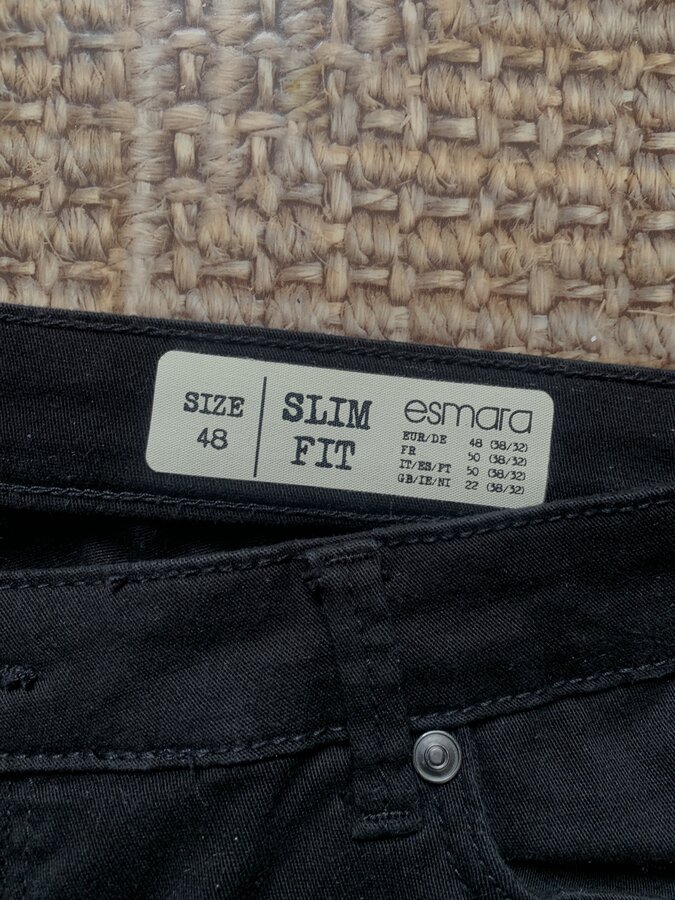 SIZE
48
SLIM
FIT
esmara
EUR/DE 48 (38/32)
FR 50 (38/32)
IT/ES/PT 50 (38/32)
GB/IE/NI 22 (38/32)